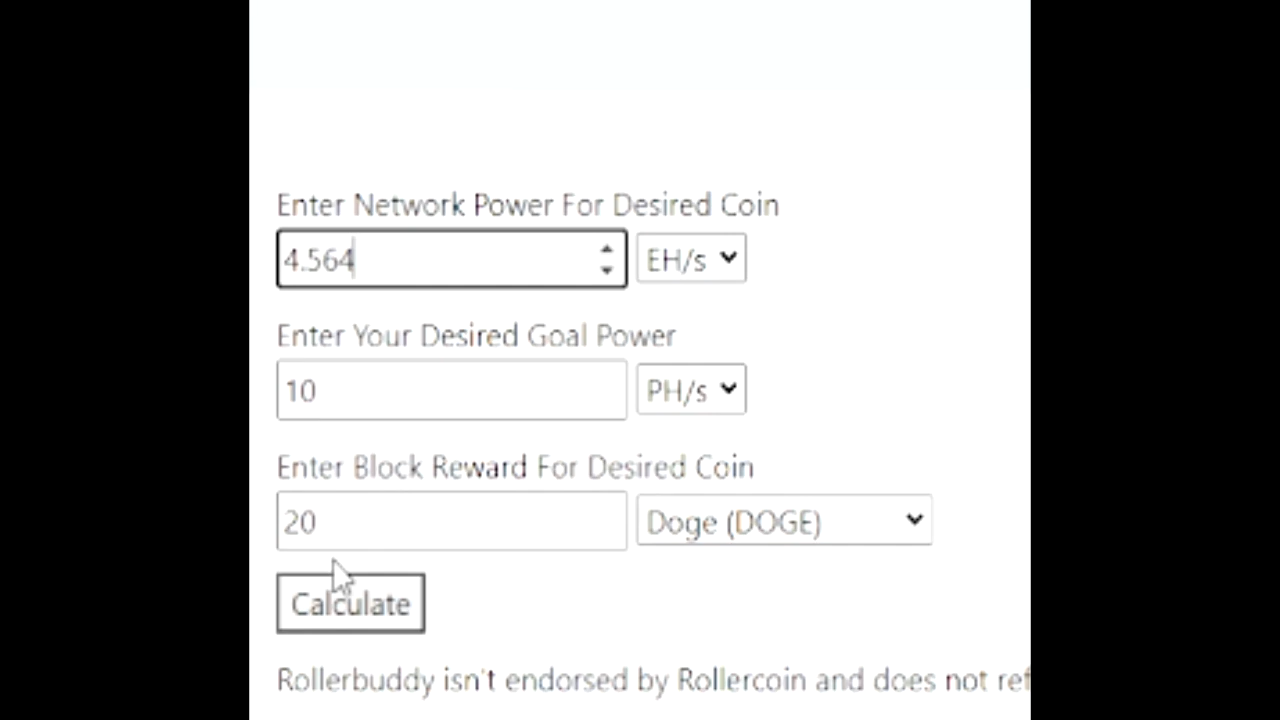 Enter Network Power For Desired Coin
4.564 EH/s
Enter Your Desired Goal Power
10 PH/s
Enter Block Reward For Desired Coin
20 Doge (DOGE)
Calculate
Rollerbuddy isn't endorsed by Rollercoin and does not ref